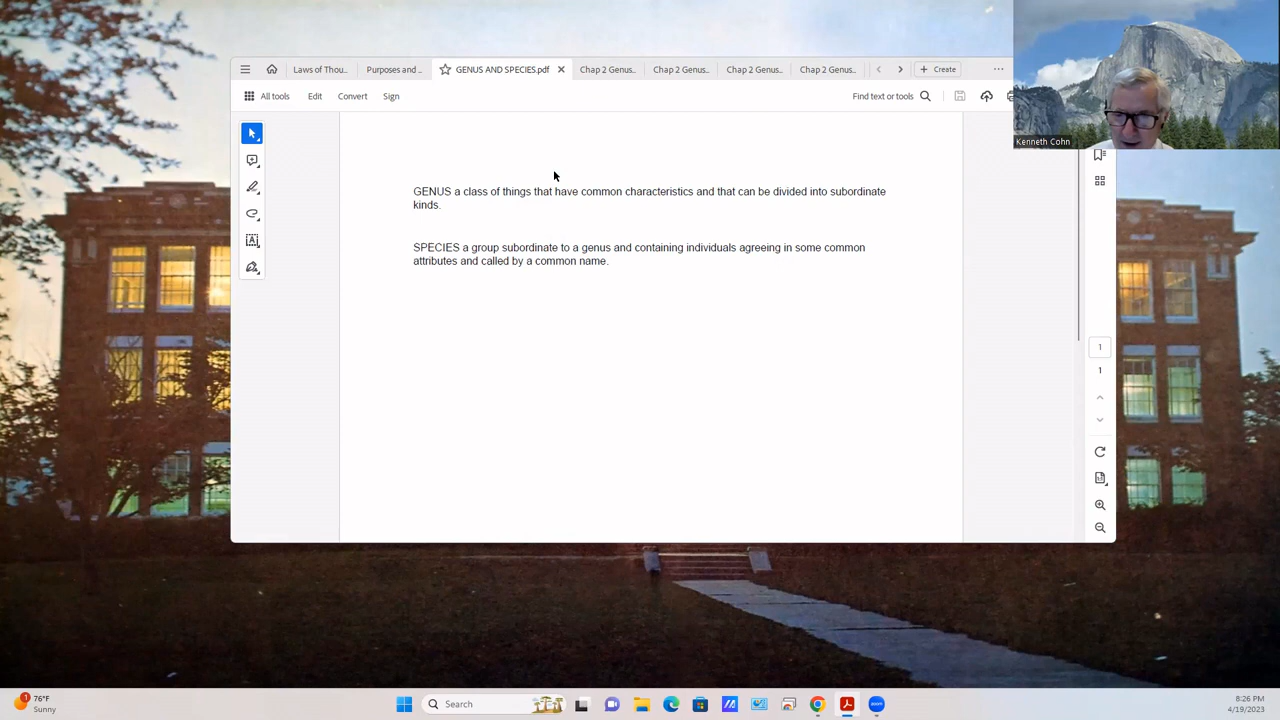 Laws of Thou...
Purposes and ...
GENUS AND SPECIES.pdf
Chap 2 Genus..
Chap 2 Genus..
Chap 2 Genus..
Chap 2 Genus..
Create
All tools
Edit
Convert
Sign
Find text or tools
Kenneth Cohn
GENUS a class of things that have common characteristics and that can be divided into subordinate
kinds.
SPECIES a group subordinate to a genus and containing individuals agreeing in some common
attributes and called by a common name.
1
1
1
76°F
Sunny
Search
8:26 PM
4/19/2023